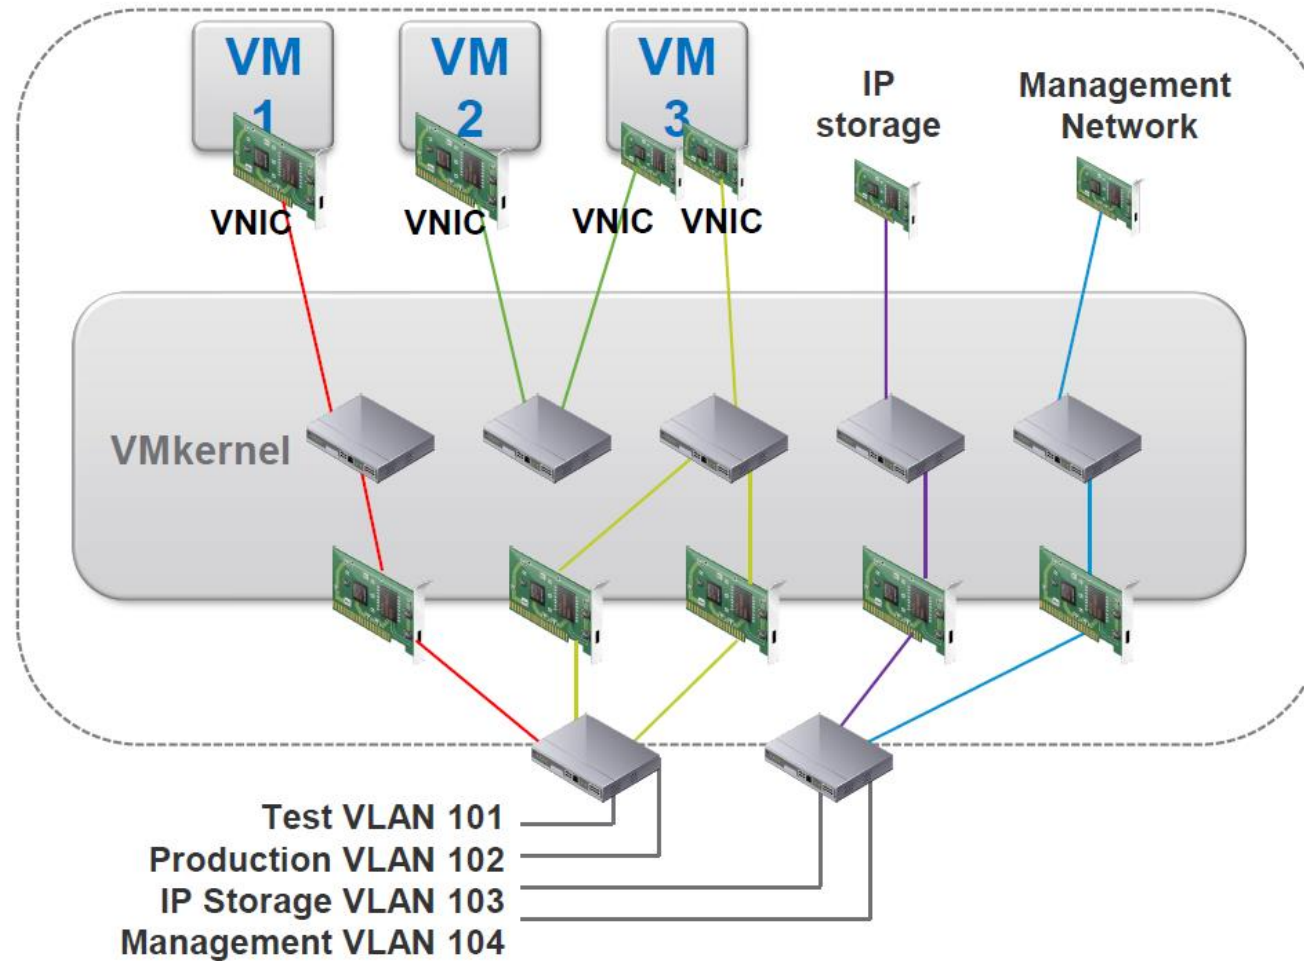 VM
1
VM
2
VM
3
IP
storage
Management
Network
VNIC
VNIC
VNIC
VNIC
VMkernel
Test VLAN 101
Production VLAN 102
IP Storage VLAN 103
Management VLAN 104